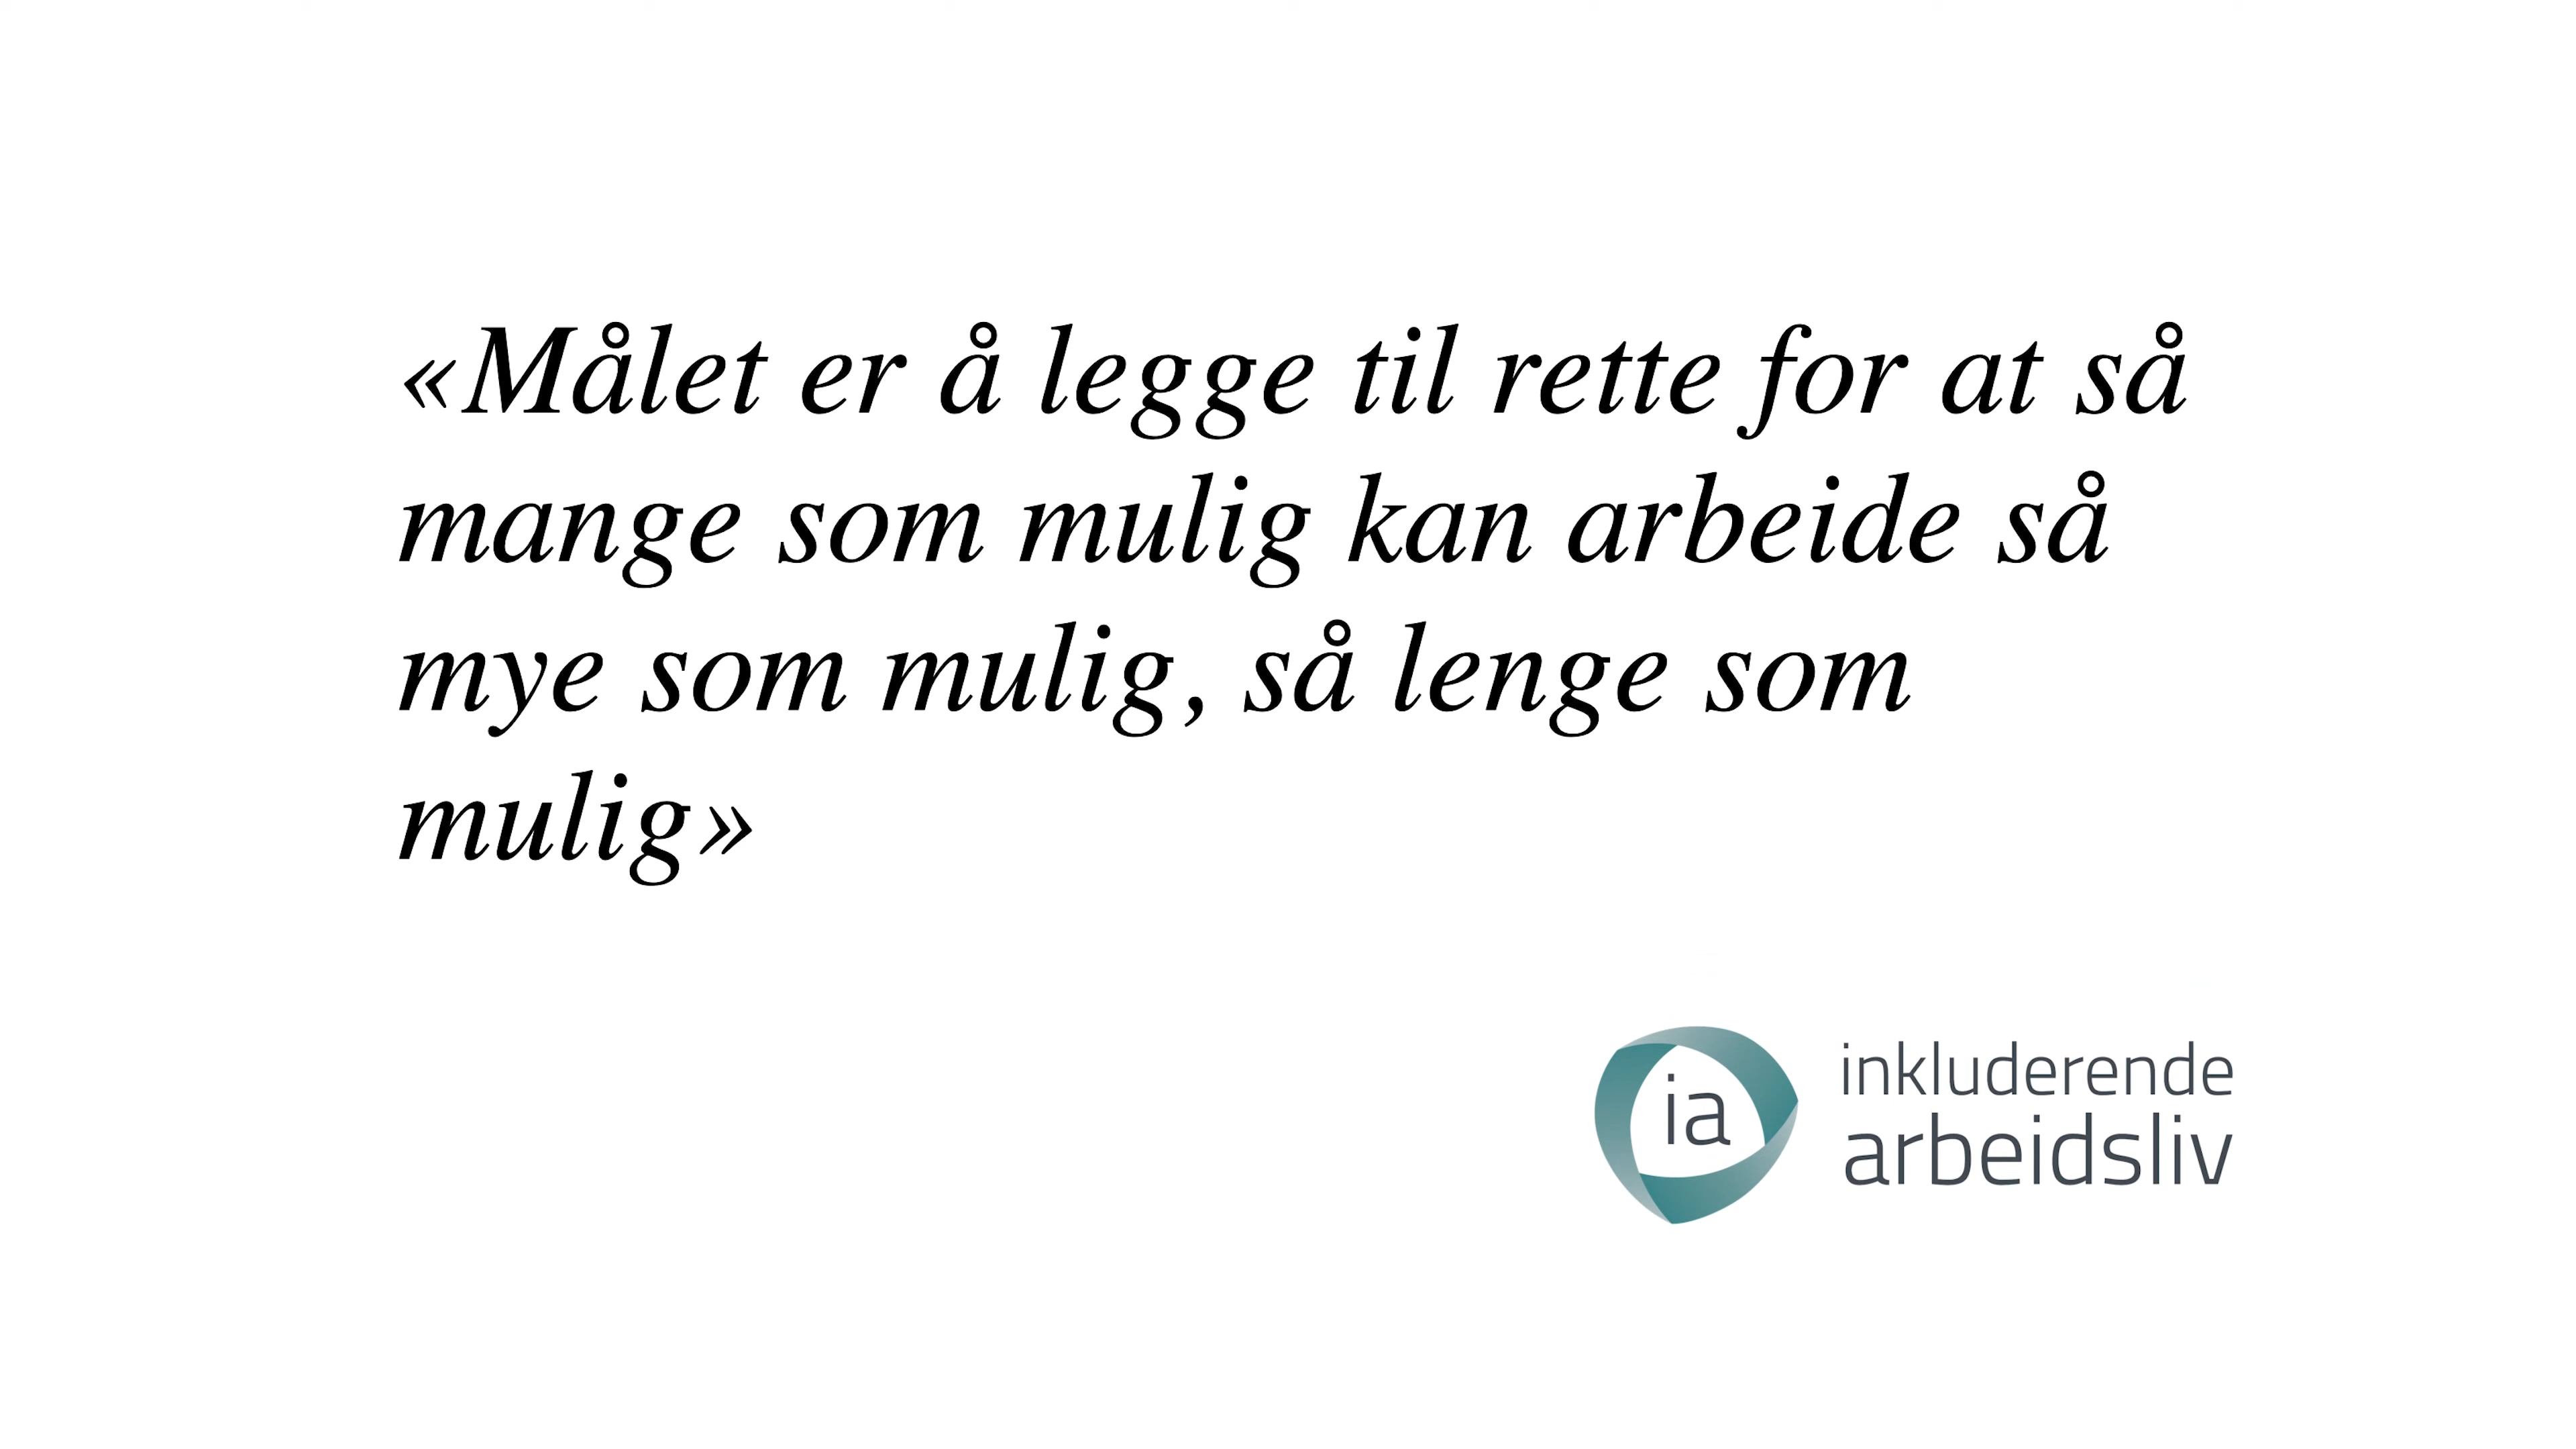 «Målet er å legge til rette for at så
mange som mulig kan arbeide så
mye som mulig, så lenge som
mulig»
ia
inkluderende
arbeidsliv